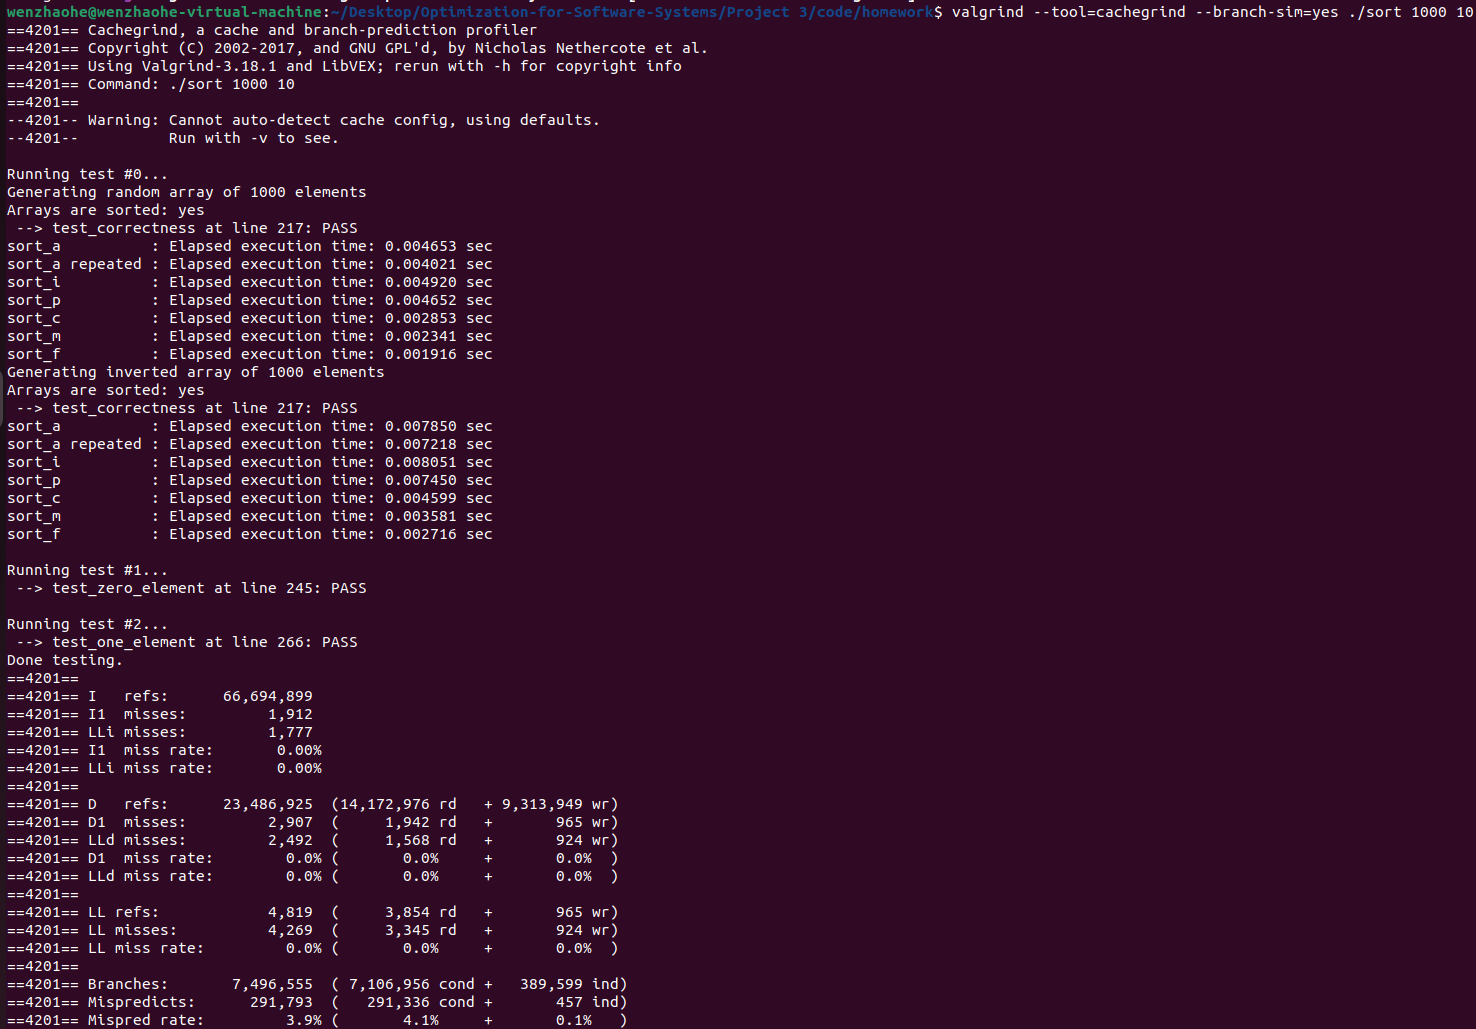 wenzhaohe@wenzhaohe-virtual-machine:~/Desktop/Optimization-for-Software-Systems/Project 3/code/homework$ valgrind --tool=cachegrind --branch-sim=yes ./sort 1000 10
==4201== Cachegrind, a cache and branch-prediction profiler
==4201== Copyright (C) 2002-2017, and GNU GPL'd, by Nicholas Nethercote et al.
==4201== Using Valgrind-3.18.1 and LibVEX; rerun with -h for copyright info
==4201== Command: ./sort 1000 10
==4201==
--4201-- Warning: Cannot auto-detect cache config, using defaults.
--4201--          Run with -v to see.

Running test #0...
Generating random array of 1000 elements
Arrays are sorted: yes
 --> test_correctness at line 217: PASS
sort_a          : Elapsed execution time: 0.004653 sec
sort_a repeated : Elapsed execution time: 0.004021 sec
sort_i          : Elapsed execution time: 0.004920 sec
sort_p          : Elapsed execution time: 0.004652 sec
sort_c          : Elapsed execution time: 0.002853 sec
sort_m          : Elapsed execution time: 0.002341 sec
sort_f          : Elapsed execution time: 0.001916 sec
Generating inverted array of 1000 elements
Arrays are sorted: yes
 --> test_correctness at line 217: PASS
sort_a          : Elapsed execution time: 0.007850 sec
sort_a repeated : Elapsed execution time: 0.007218 sec
sort_i          : Elapsed execution time: 0.008051 sec
sort_p          : Elapsed execution time: 0.007450 sec
sort_c          : Elapsed execution time: 0.004599 sec
sort_m          : Elapsed execution time: 0.003581 sec
sort_f          : Elapsed execution time: 0.002716 sec

Running test #1...
 --> test_zero_element at line 245: PASS

Running test #2...
 --> test_one_element at line 266: PASS
Done testing.
==4201==
==4201== I   refs:      66,694,899
==4201== I1  misses:         1,912
==4201== LLi misses:         1,777
==4201== I1  miss rate:       0.00%
==4201== LLi miss rate:       0.00%
==4201==
==4201== D   refs:      23,486,925  (14,172,976 rd   + 9,313,949 wr)
==4201== D1  misses:         2,907  (     1,942 rd   +       965 wr)
==4201== LLd misses:         2,492  (     1,568 rd   +       924 wr)
==4201== D1  miss rate:        0.0% (       0.0%     +       0.0%  )
==4201== LLd miss rate:        0.0% (       0.0%     +       0.0%  )
==4201==
==4201== LL refs:            4,819  (     3,854 rd   +       965 wr)
==4201== LL misses:          4,269  (     3,345 rd   +       924 wr)
==4201== LL miss rate:         0.0% (       0.0%     +       0.0%  )
==4201==
==4201== Branches:       7,496,555  ( 7,106,956 cond +   389,599 ind)
==4201== Mispredicts:      291,793  (   291,336 cond +       457 ind)
==4201== Mispred rate:         3.9% (       4.1%     +       0.1%   )